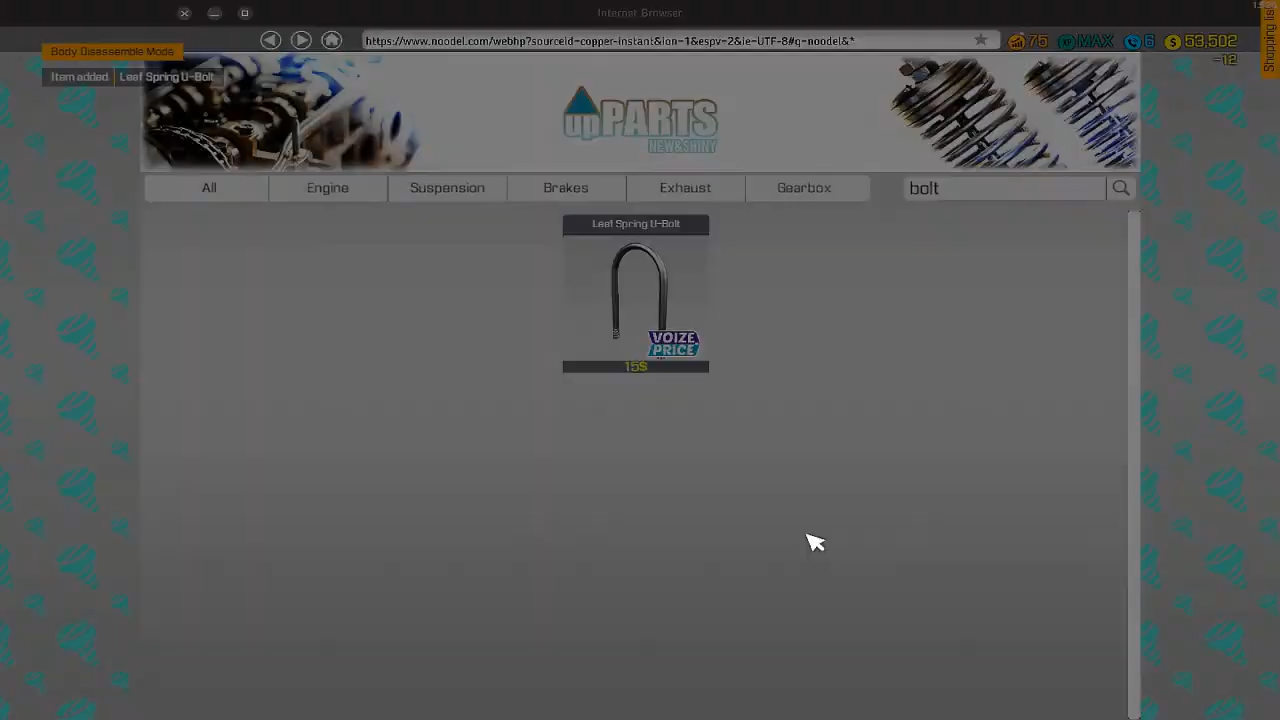 Internet Browser
https://www.noodel.com/webhp?sourceid-copper-instant&ion-1&espv-2&ie-UTF-8#q-noodel&*
75
MAX
6
$ 53,502
-12
Shopping list
Body Disassemble Mode
Item added
Leaf Spring U-Bolt
upPARTS
NEW&SHINY
All
Engine
Suspension
Brakes
Exhaust
Gearbox
bolt
Leaf Spring U-Bolt
VOIZE
PRICE
15$